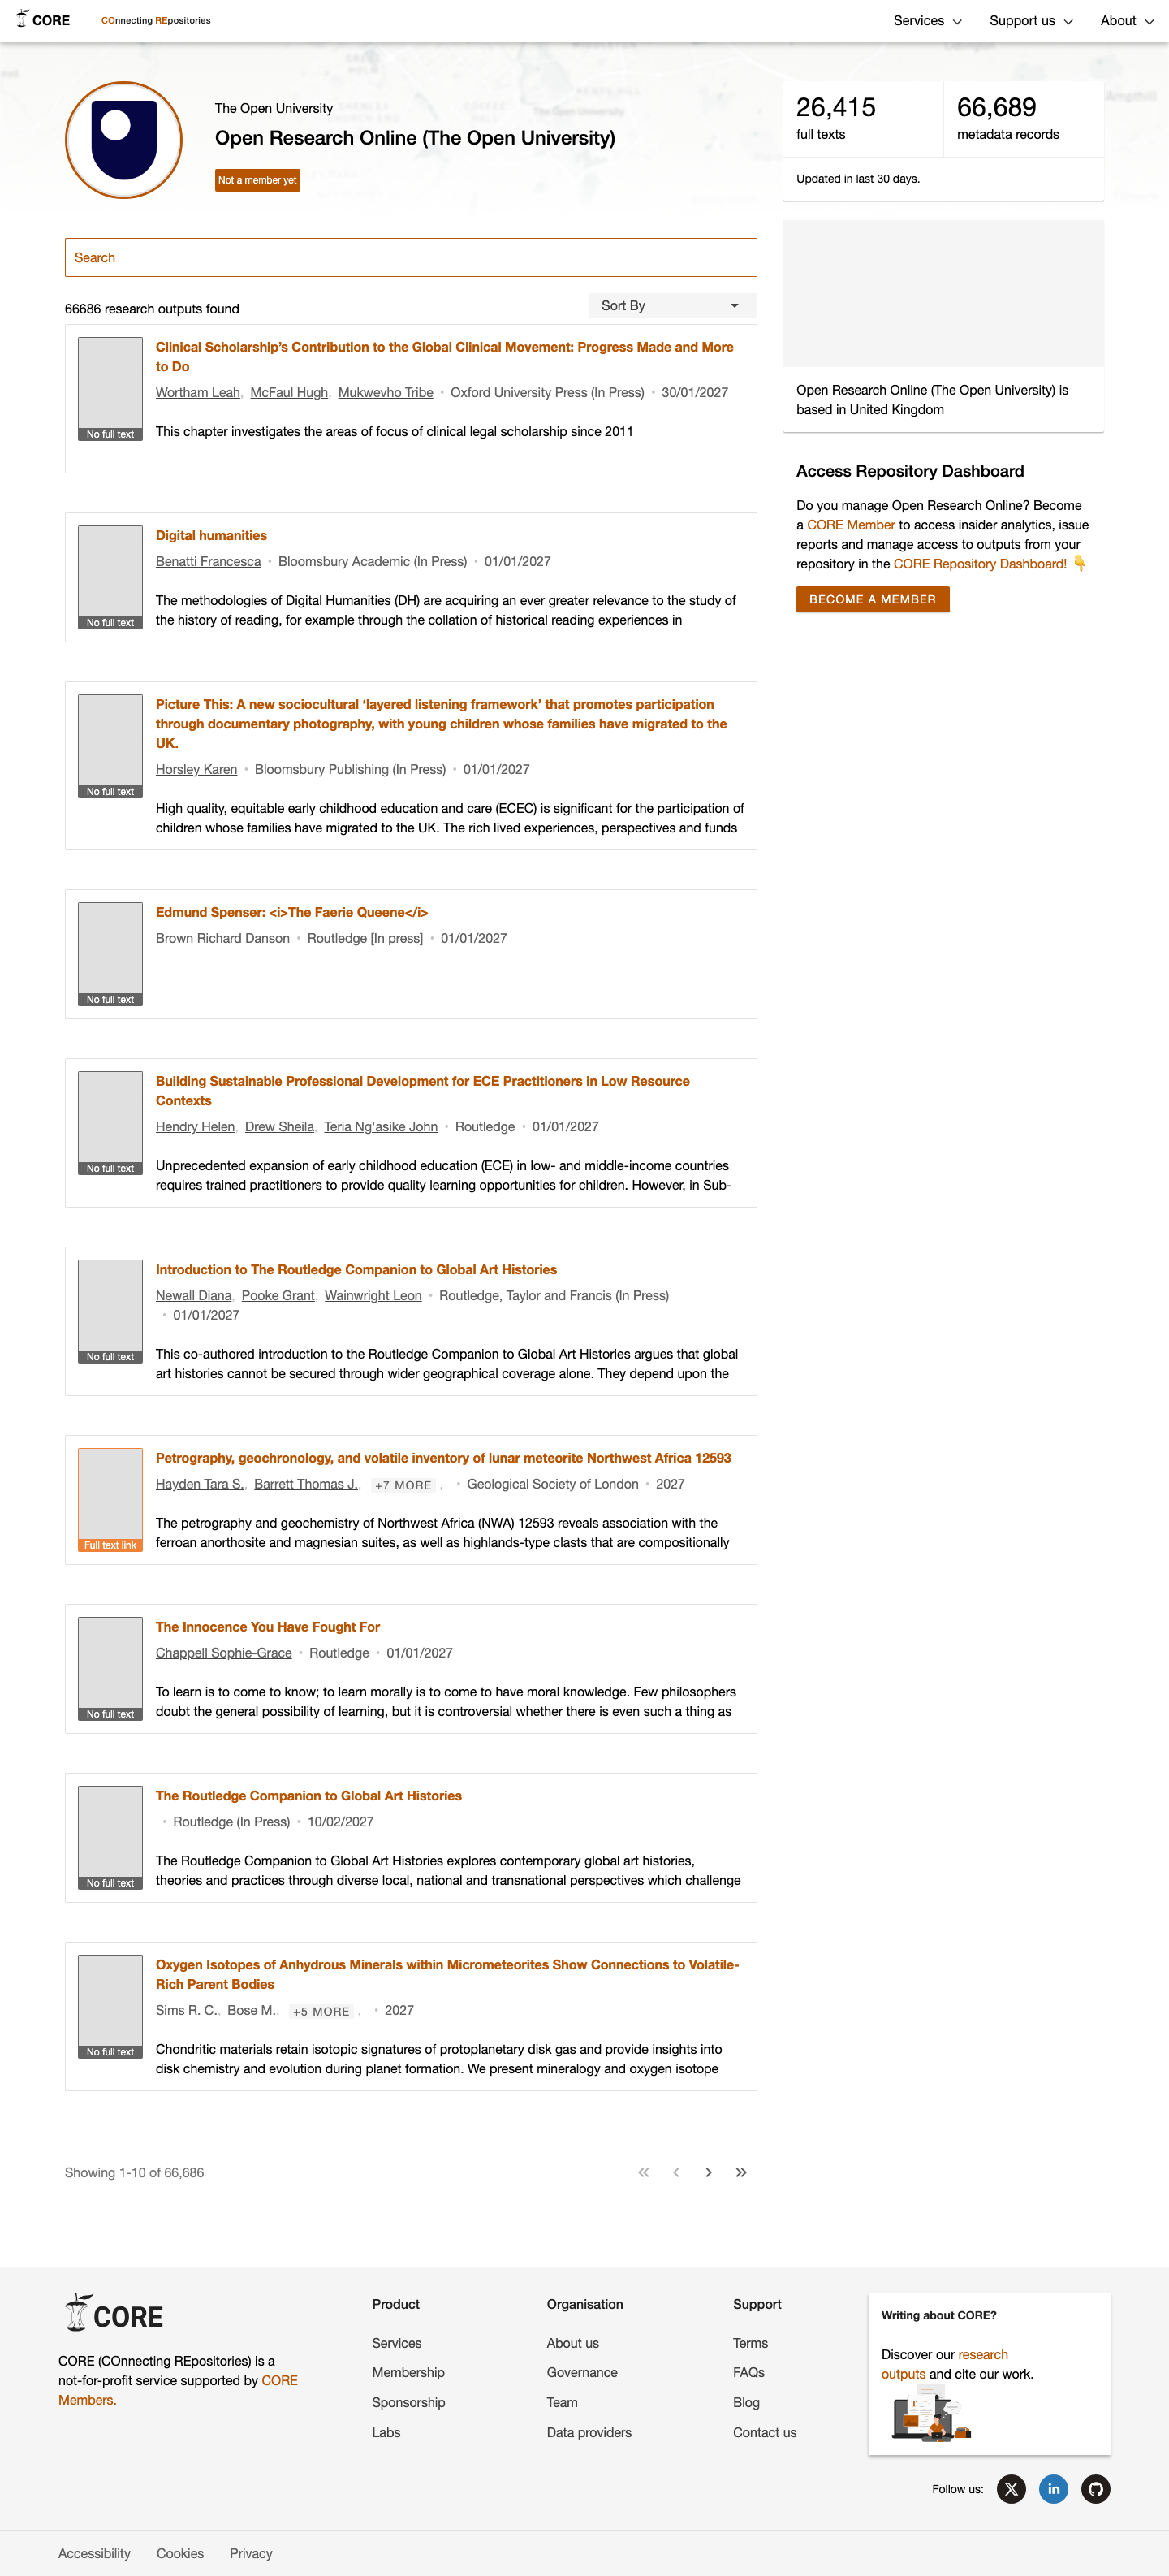 CORE
COnnecting REpositories
Services
Support us
About
The Open University
Open Research Online (The Open University)
Not a member yet
26,415
full texts
66,689
metadata records
Updated in last 30 days.
Search
66686 research outputs found
Sort By
Clinical Scholarship’s Contribution to the Global Clinical Movement: Progress Made and More
to Do
Wortham Leah, McFaul Hugh, Mukwevho Tribe • Oxford University Press (In Press) • 30/01/2027
This chapter investigates the areas of focus of clinical legal scholarship since 2011
No full text
Open Research Online (The Open University) is
based in United Kingdom
Access Repository Dashboard
Do you manage Open Research Online? Become
a CORE Member to access insider analytics, issue
reports and manage access to outputs from your
repository in the CORE Repository Dashboard! 👇
BECOME A MEMBER
Digital humanities
Benatti Francesca • Bloomsbury Academic (In Press) • 01/01/2027
The methodologies of Digital Humanities (DH) are acquiring an ever greater relevance to the study of
the history of reading, for example through the collation of historical reading experiences in
No full text
Picture This: A new sociocultural ‘layered listening framework’ that promotes participation
through documentary photography, with young children whose families have migrated to the
UK.
Horsley Karen • Bloomsbury Publishing (In Press) • 01/01/2027
High quality, equitable early childhood education and care (ECEC) is significant for the participation of
children whose families have migrated to the UK. The rich lived experiences, perspectives and funds
No full text
Edmund Spenser: <i>The Faerie Queene</i>
Brown Richard Danson • Routledge [In press] • 01/01/2027
No full text
Building Sustainable Professional Development for ECE Practitioners in Low Resource
Contexts
Hendry Helen, Drew Sheila, Teria Ng'asike John • Routledge • 01/01/2027
Unprecedented expansion of early childhood education (ECE) in low- and middle-income countries
requires trained practitioners to provide quality learning opportunities for children. However, in Sub-
No full text
Introduction to The Routledge Companion to Global Art Histories
Newall Diana, Pooke Grant, Wainwright Leon • Routledge, Taylor and Francis (In Press)
• 01/01/2027
This co-authored introduction to the Routledge Companion to Global Art Histories argues that global
art histories cannot be secured through wider geographical coverage alone. They depend upon the
No full text
Petrography, geochronology, and volatile inventory of lunar meteorite Northwest Africa 12593
Hayden Tara S., Barrett Thomas J., +7 MORE , • Geological Society of London • 2027
The petrography and geochemistry of Northwest Africa (NWA) 12593 reveals association with the
ferroan anorthosite and magnesian suites, as well as highlands-type clasts that are compositionally
Full text link
The Innocence You Have Fought For
Chappell Sophie-Grace • Routledge • 01/01/2027
To learn is to come to know; to learn morally is to come to have moral knowledge. Few philosophers
doubt the general possibility of learning, but it is controversial whether there is even such a thing as
No full text
The Routledge Companion to Global Art Histories
• Routledge (In Press) • 10/02/2027
The Routledge Companion to Global Art Histories explores contemporary global art histories,
theories and practices through diverse local, national and transnational perspectives which challenge
No full text
Oxygen Isotopes of Anhydrous Minerals within Micrometeorites Show Connections to Volatile-
Rich Parent Bodies
Sims R. C., Bose M., +5 MORE , • 2027
Chondritic materials retain isotopic signatures of protoplanetary disk gas and provide insights into
disk chemistry and evolution during planet formation. We present mineralogy and oxygen isotope
No full text
Showing 1-10 of 66,686
CORE
CORE (COnnecting REpositories) is a
not-for-profit service supported by CORE
Members.
Product
Services
Membership
Sponsorship
Labs
Organisation
About us
Governance
Team
Data providers
Support
Terms
FAQs
Blog
Contact us
Writing about CORE?
Discover our research
outputs and cite our work.
Follow us:
Accessibility
Cookies
Privacy